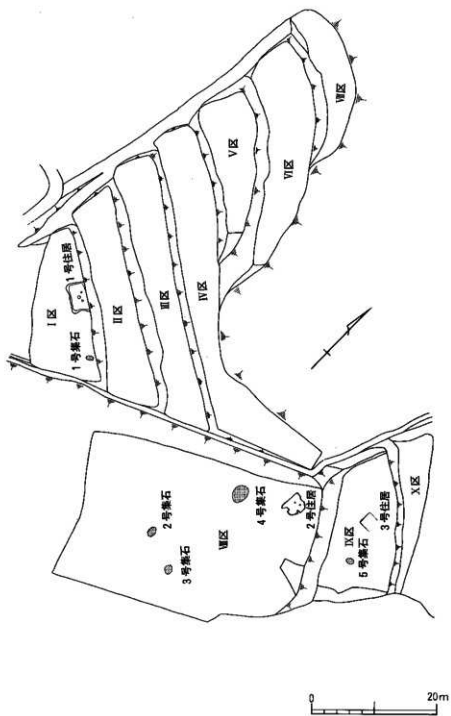 I区
1号住居
1号集石
II区
III区
IV区
V区
VI区
VII区
VIII区
2号集石
3号集石
4号集石
2号住居
IX区
5号集石
3号住居
X区
0
20m